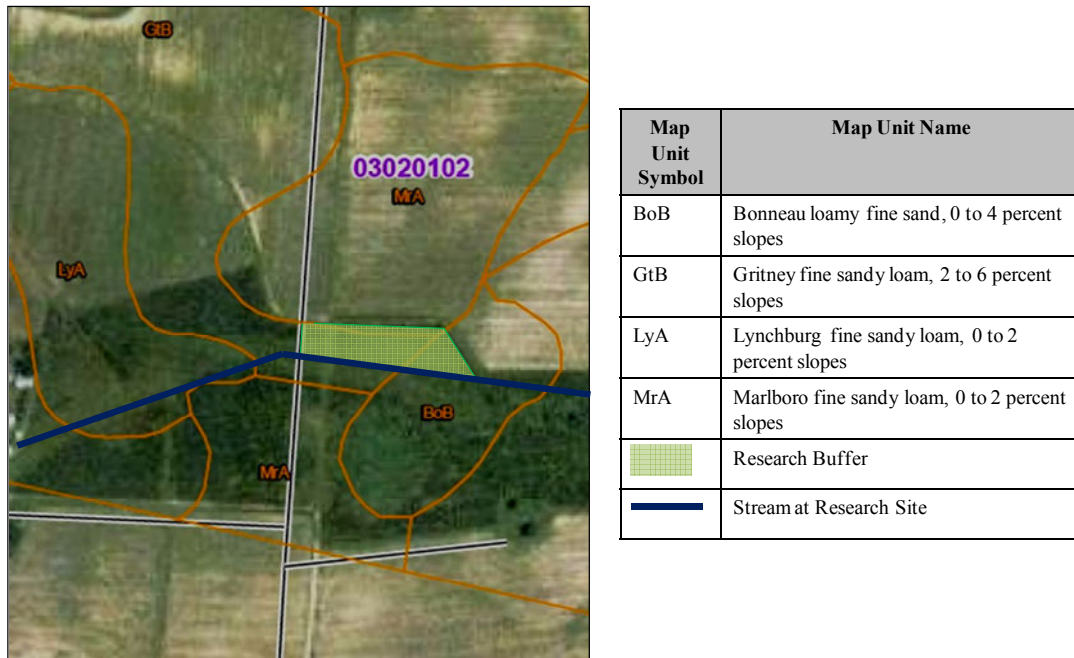 GtB
03020102
MrA
LyA
BoB
MrA
Map
Unit
Symbol
Map Unit Name
BoB
Bonneau loamy fine sand, 0 to 4 percent
slopes
GtB
Gritney fine sandy loam, 2 to 6 percent
slopes
LyA
Lynchburg fine sandy loam, 0 to 2
percent slopes
MrA
Marlboro fine sandy loam, 0 to 2 percent
slopes
Research Buffer
Stream at Research Site